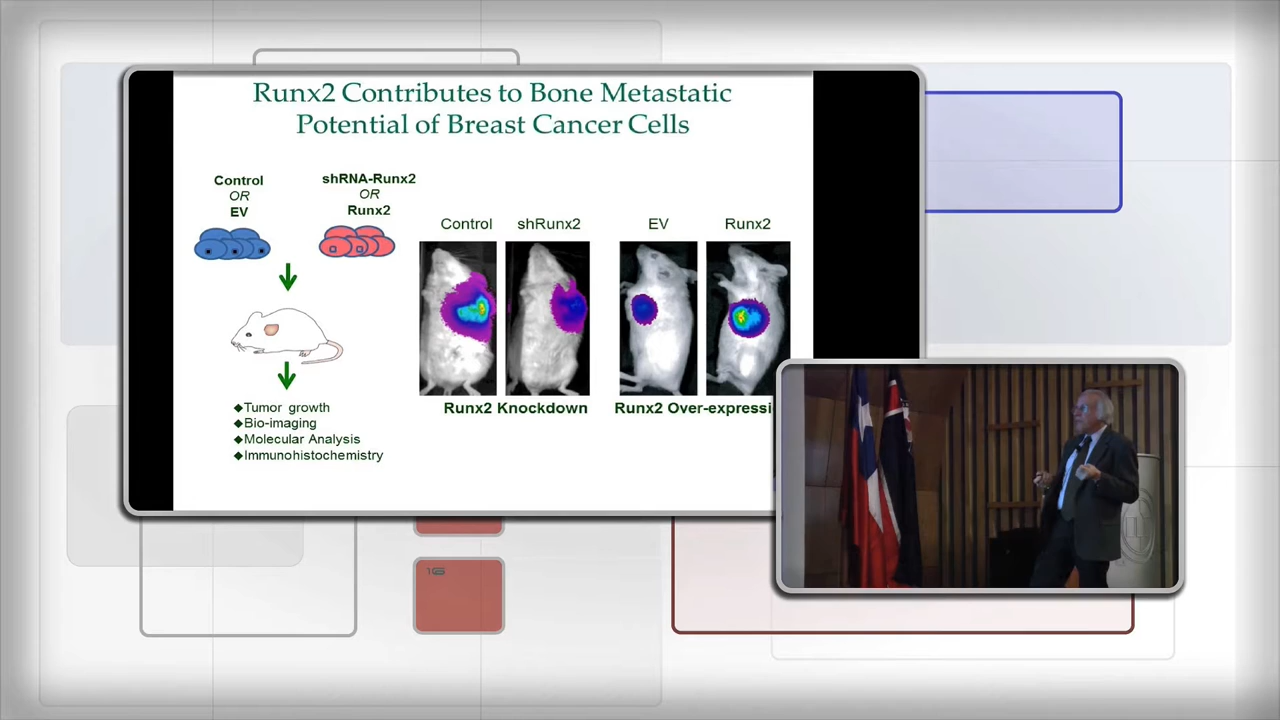 Runx2 Contributes to Bone Metastatic
Potential of Breast Cancer Cells
Control
OR
EV
shRNA-Runx2
OR
Runx2
Control
shRunx2
EV
Runx2
Runx2 Knockdown
Runx2 Over-expressi
◆Tumor growth
◆Bio-imaging
◆Molecular Analysis
◆Immunohistochemistry
16